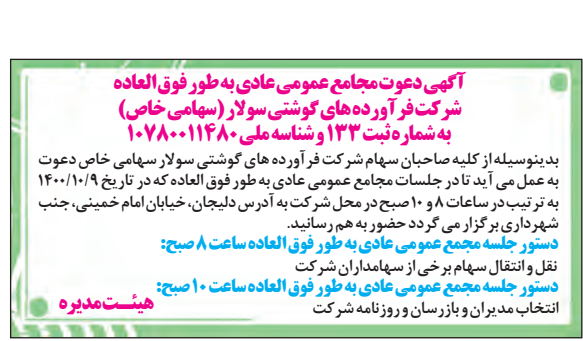 آگهی دعوت مجامع عمومی عادی به طور فوق العاده
شرکت فرآورده های گوشتی سولار (سهامی خاص)
به شماره ثبت ۱۳۳ و شناسه ملی ۱۰۷۸۰۰۱۱۴۸۰
بدینوسیله از کلیه صاحبان سهام شرکت فرآورده های گوشتی سولار سهامی خاص دعوت
به عمل می آید تا در جلسات مجامع عمومی عادی به طور فوق العاده که در تاریخ ۱۴۰۰/۱۰/۹
به ترتیب در ساعات ۸ و ۱۰ صبح در محل شرکت به آدرس دلیجان، خیابان امام خمینی، جنب
شهرداری برگزار می گردد حضور به هم رسانید.
دستور جلسه مجمع عمومی عادی به طور فوق العاده ساعت ۸ صبح:
نقل و انتقال سهام برخی از سهامداران شرکت
دستور جلسه مجمع عمومی عادی به طور فوق العاده ساعت ۱۰ صبح:
انتخاب مدیران و بازرسان و روزنامه شرکت
هیئت مدیره